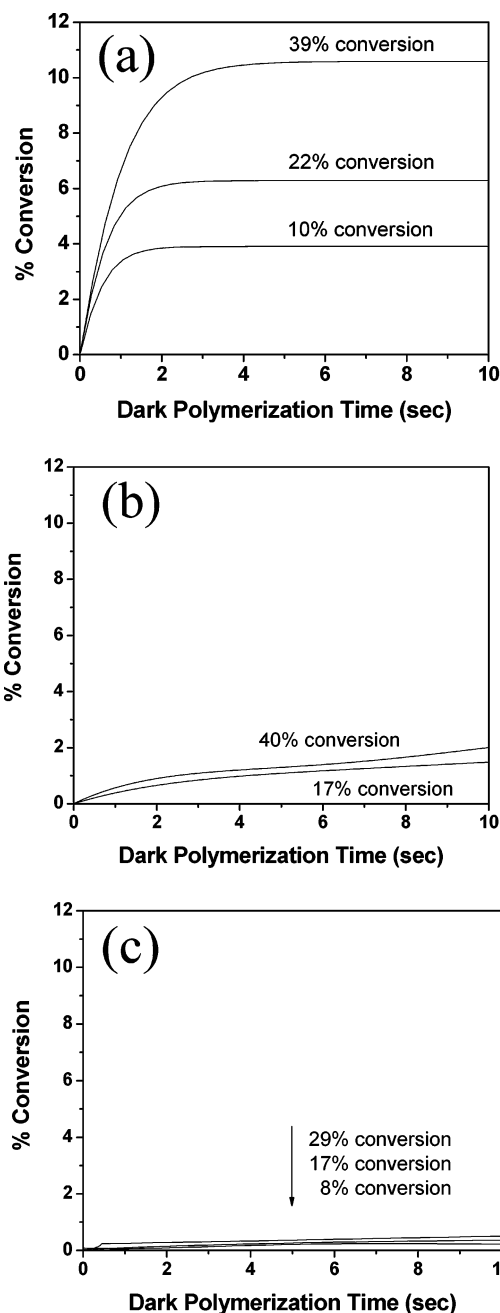 (a)
39% conversion
22% conversion
10% conversion
% Conversion
12
10
8
6
4
2
0
0 2 4 6 8 10
Dark Polymerization Time (sec)
(b)
40% conversion
17% conversion
% Conversion
12
10
8
6
4
2
0
0 2 4 6 8 10
Dark Polymerization Time (sec)
(c)
29% conversion
17% conversion
8% conversion
% Conversion
12
10
8
6
4
2
0
0 2 4 6 8 10
Dark Polymerization Time (sec)